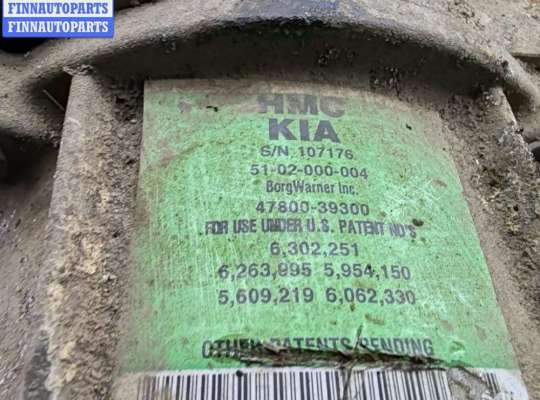 FINNAUTOPARTS
FINNAUTOPARTS
HMC
KIA
S/N 107176
51-02-000-004
BorgWarner Inc.
47800-39300
FOR USE UNDER U.S. PATENT NO'S
6,302,251
6,263,995 5,954,150
5,609,219 6,062,330
OTHER PATENTS PENDING